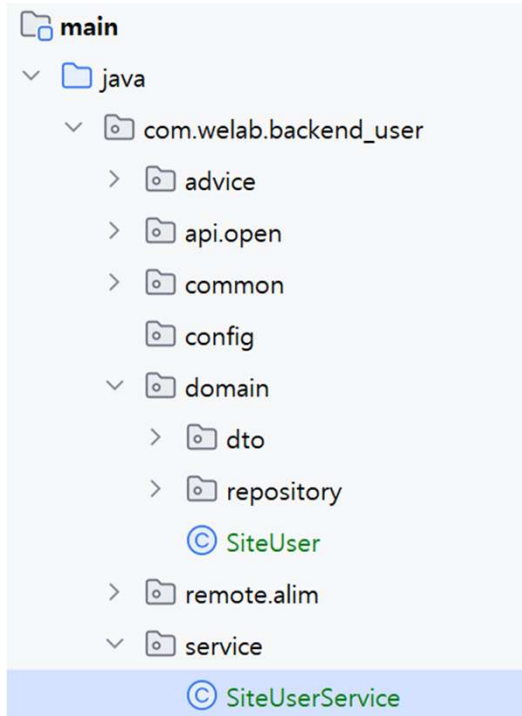 main
java
com.welab.backend_user
advice
api.open
common
config
domain
dto
repository
SiteUser
remote.alim
service
SiteUserService